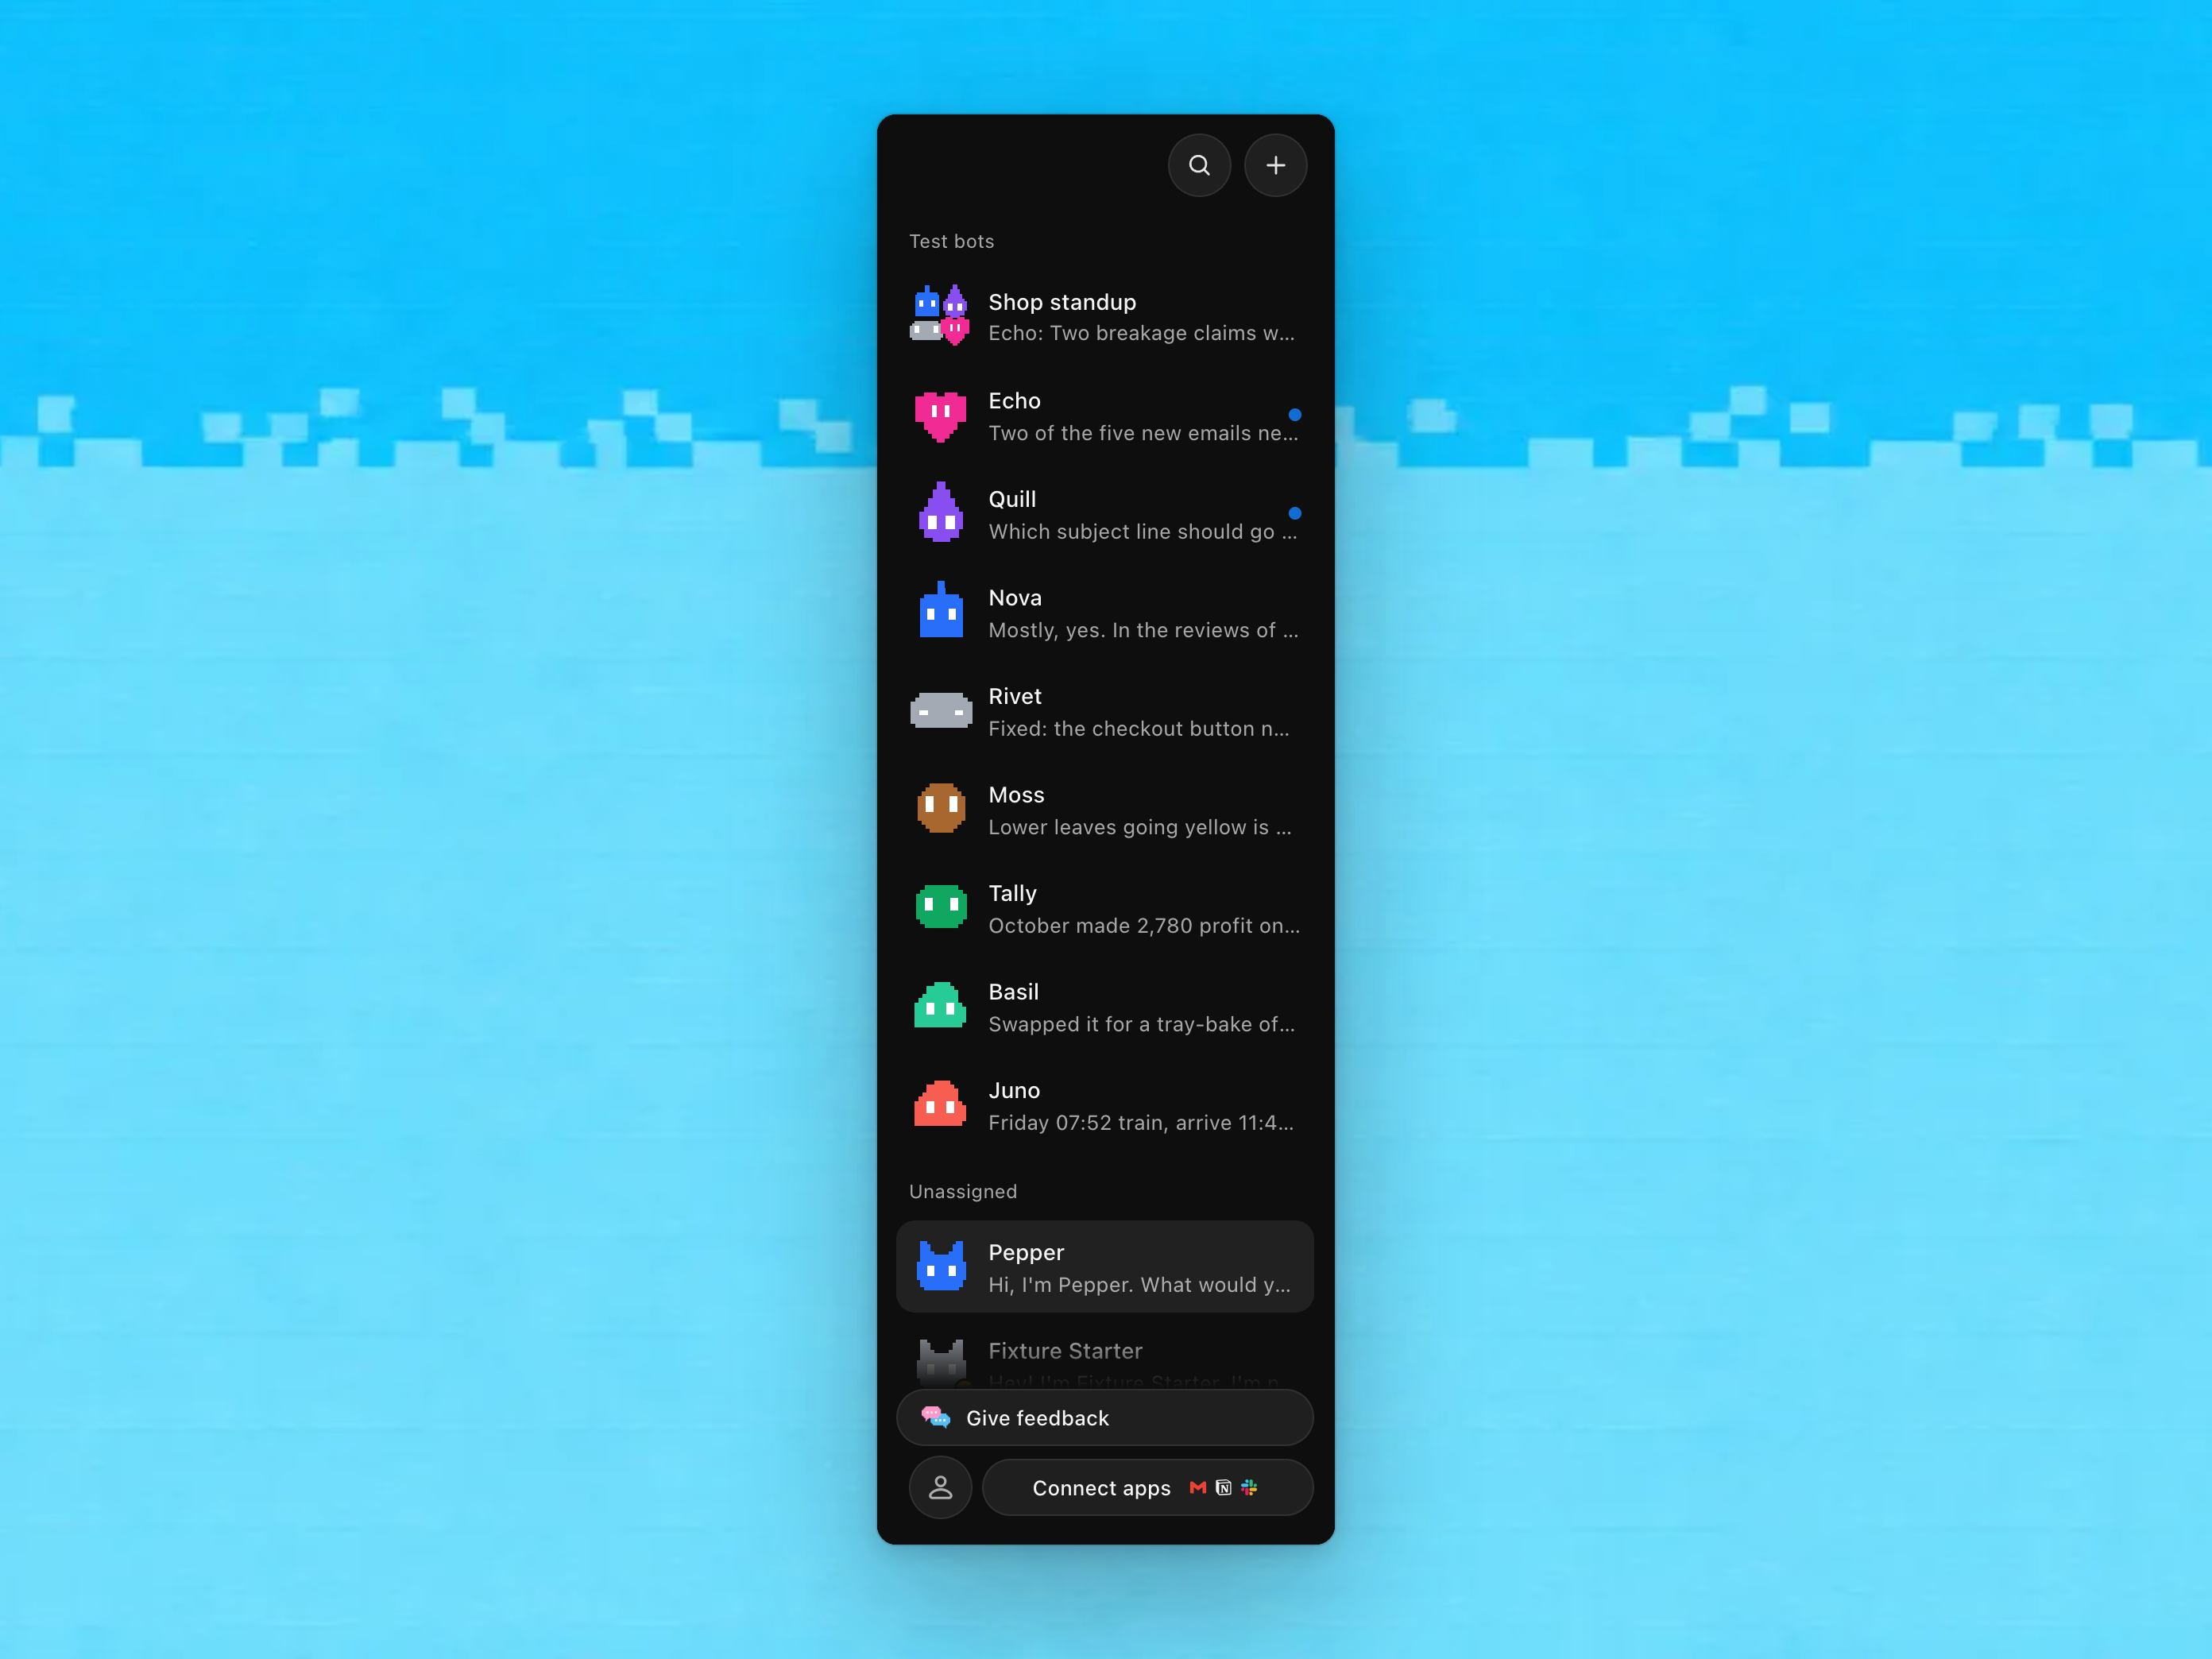 Test bots
Shop standup
Echo: Two breakage claims w...
Echo
Two of the five new emails ne...
Quill
Which subject line should go ...
Nova
Mostly, yes. In the reviews of ...
Rivet
Fixed: the checkout button n...
Moss
Lower leaves going yellow is ...
Tally
October made 2,780 profit on...
Basil
Swapped it for a tray-bake of...
Juno
Friday 07:52 train, arrive 11:4...
Unassigned
Pepper
Hi, I'm Pepper. What would y...
Fixture Starter
Hey! I'm Fixture Starter. I'm n...
Give feedback
Connect apps